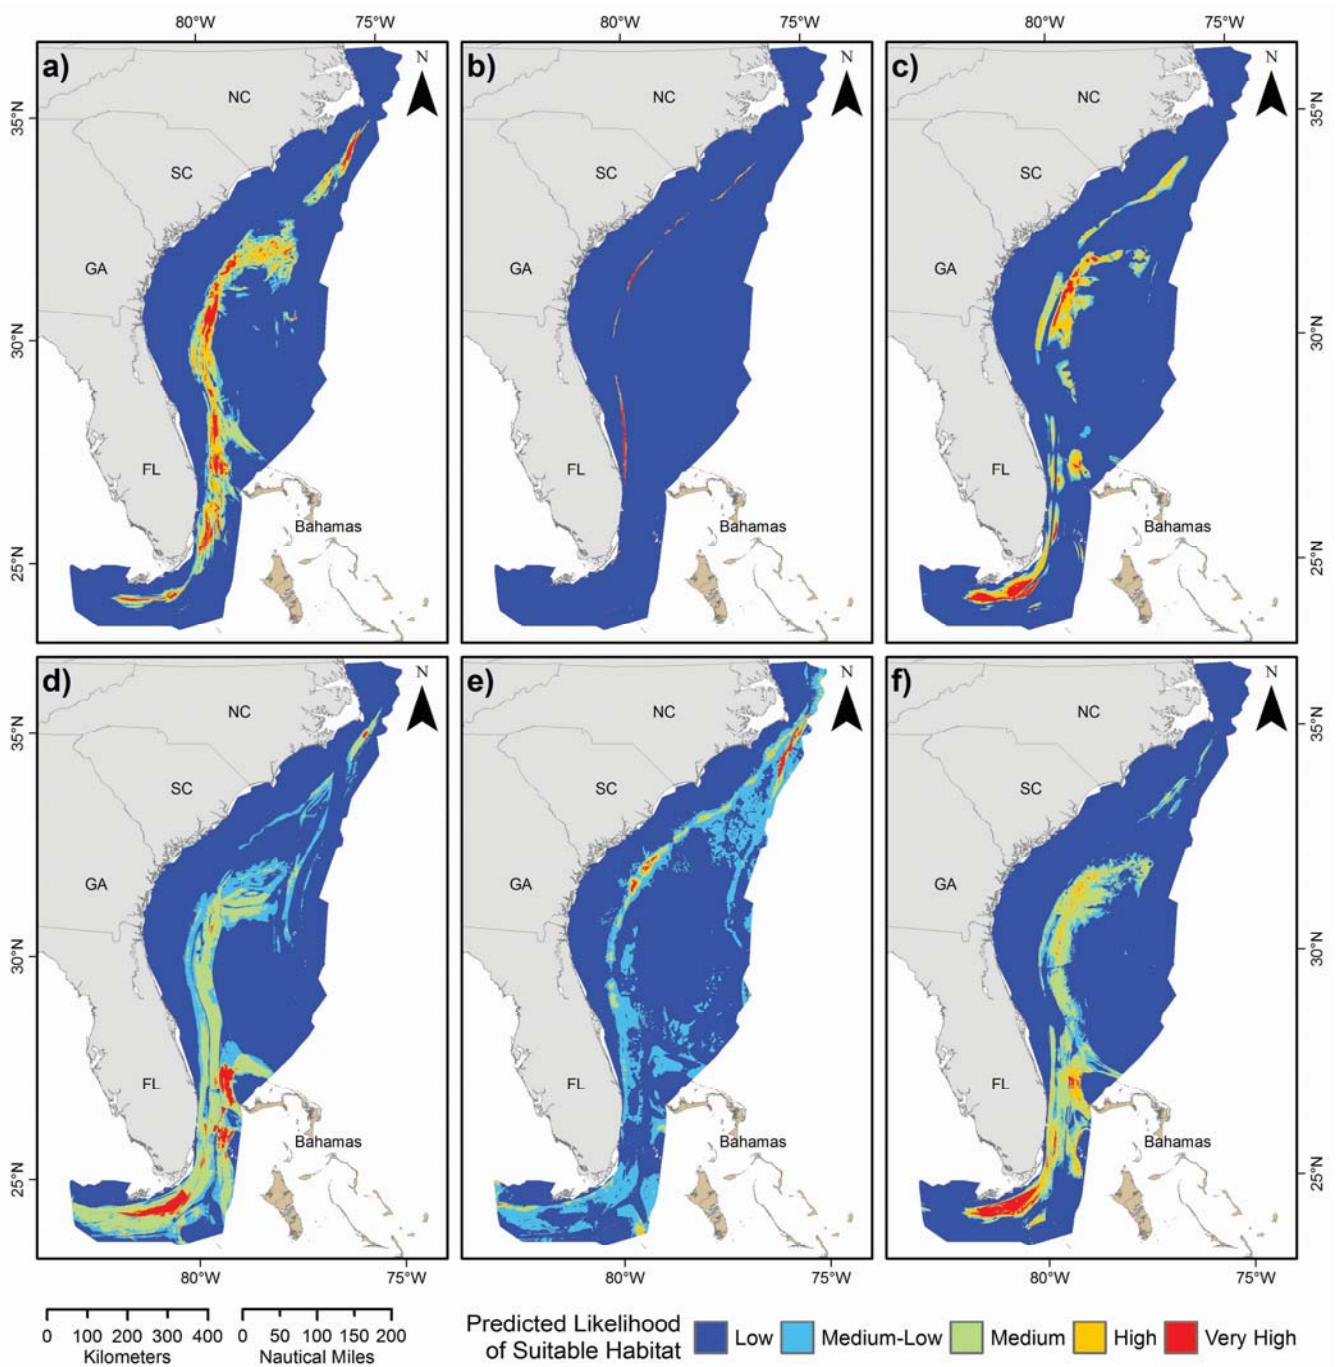 80°W 75°W 80°W 75°W
a) N
NC
SC
GA
FL
Bahamas
35°N
30°N
25°N
b) N
NC
SC
GA
FL
Bahamas
c) N
NC
SC
GA
FL
Bahamas
35°N
30°N
25°N
d) N
NC
SC
GA
FL
Bahamas
35°N
30°N
25°N
e) N
NC
SC
GA
FL
Bahamas
f) N
NC
SC
GA
FL
Bahamas
35°N
30°N
25°N
80°W 75°W 80°W 75°W 80°W 75°W
0 100 200 300 400
Kilometers
0 50 100 150 200
Nautical Miles
Predicted Likelihood
of Suitable Habitat
Low Medium-Low Medium High Very High